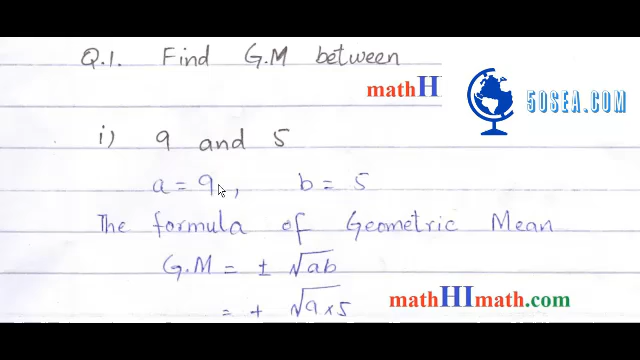 Q.1. Find G.M between
mathH
50SEA.COM
i) 9 and 5
a = 9, b = 5
The formula of Geometric Mean
G.M = ± √ab
= + √9×5
mathHImath.com